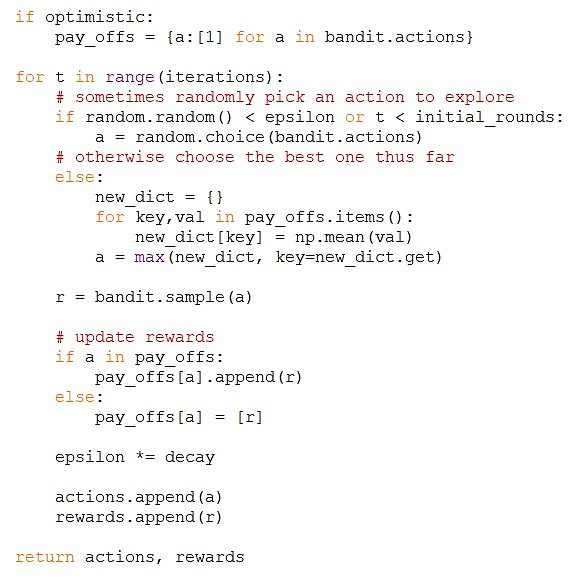 if optimistic:
    pay_offs = {a:[1] for a in bandit.actions}

for t in range(iterations):
    # sometimes randomly pick an action to explore
    if random.random() < epsilon or t < initial_rounds:
        a = random.choice(bandit.actions)
    # otherwise choose the best one thus far
    else:
        new_dict = {}
        for key,val in pay_offs.items():
            new_dict[key] = np.mean(val)
        a = max(new_dict, key=new_dict.get)

    r = bandit.sample(a)

    # update rewards
    if a in pay_offs:
        pay_offs[a].append(r)
    else:
        pay_offs[a] = [r]

    epsilon *= decay

    actions.append(a)
    rewards.append(r)

return actions, rewards